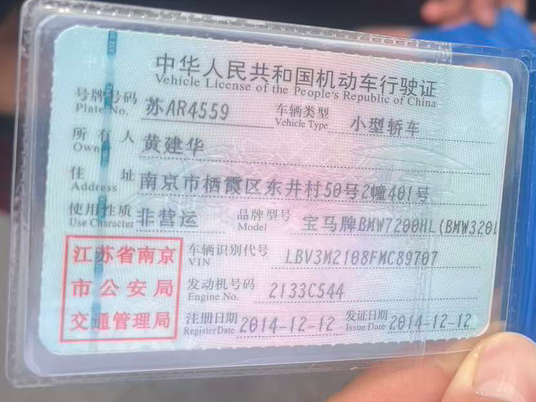 中华人民共和国机动车行驶证
Vehicle License of the People's Republic of China
号牌号码 苏AR4559 车辆类型 小型轿车
Plate No. Vehicle Type
所有人 黄建华
Owner
住址 南京市栖霞区东井村50号2幢401号
Address
使用性质 非营运 品牌型号 宝马牌BMW7200HL(BMW320L
Use Character Model
江苏省南京市公安局交通管理局
车辆识别代号 LBV3M2108FMC89707
VIN
发动机号码 2133C544
Engine No.
注册日期 2014-12-12 发证日期 2014-12-12
Register Date Issue Date